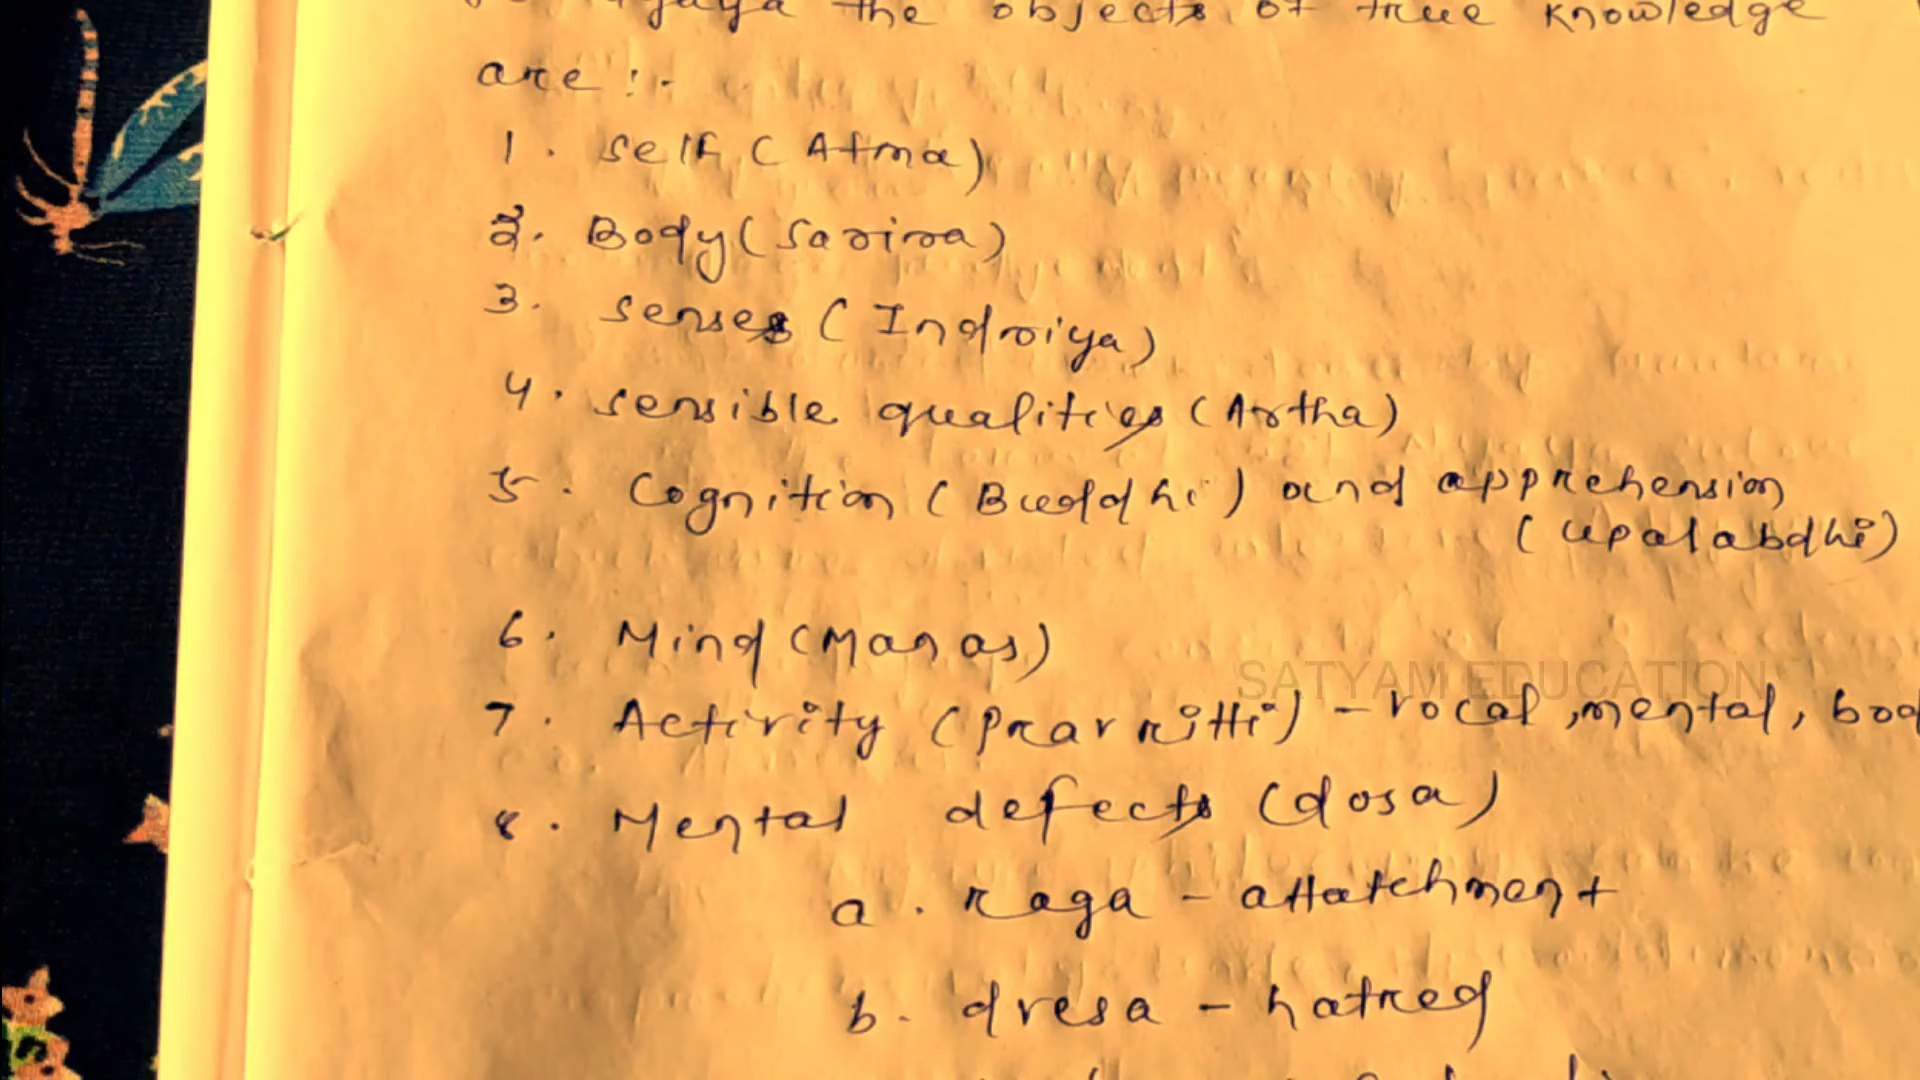 the objects of true knowledge
are :-
1. Self (Atma)
2. Body (Sarira)
3. Senses (Indriya)
4. Sensible qualities (Artha)
5. Cognition (Buddhi) and apprehension
(upalabdhi)
6. Mind (Manas)
SATYAM EDUCATION
7. Activity (pravritti) - vocal, mental, bod
8. Mental defects (dosa)
a. raga - attatchment
b. dvesa - hatred